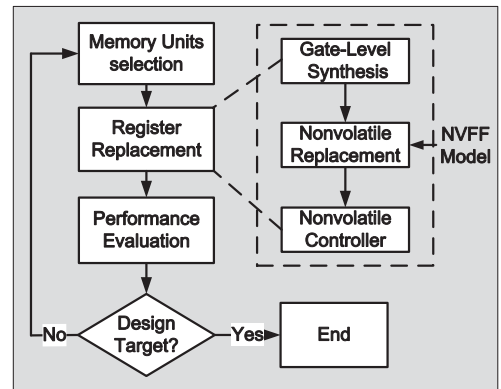 Memory Units
selection
Register
Replacement
Performance
Evaluation
Design
Target?
No
Yes
End
Gate-Level
Synthesis
Nonvolatile
Replacement
Nonvolatile
Controller
NVFF
Model